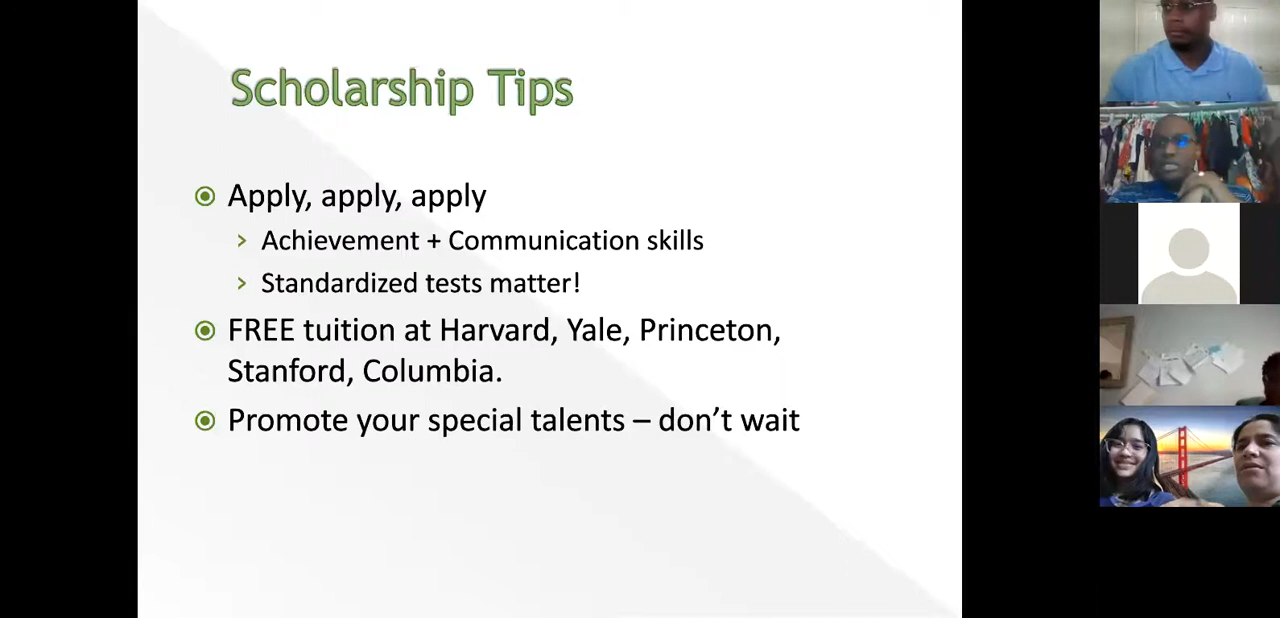 Scholarship Tips
Apply, apply, apply
Achievement + Communication skills
Standardized tests matter!
FREE tuition at Harvard, Yale, Princeton,
Stanford, Columbia.
Promote your special talents – don't wait